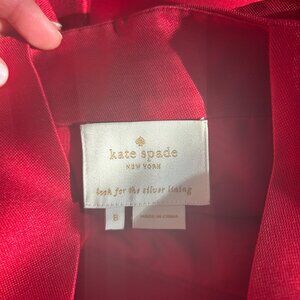 kate spade
NEW YORK
look for the silver lining
8
MADE IN CHINA